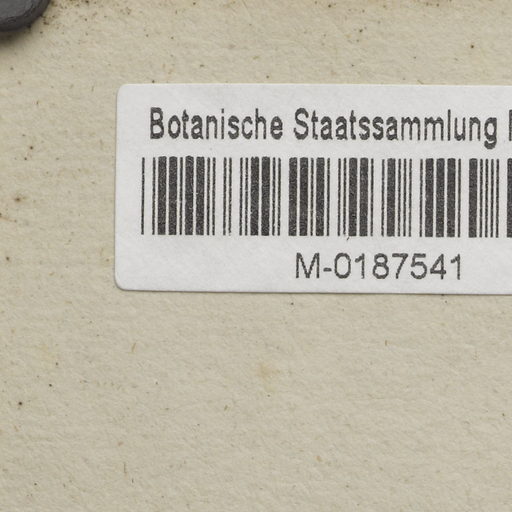 Botanische Staatssammlung
M-0187541